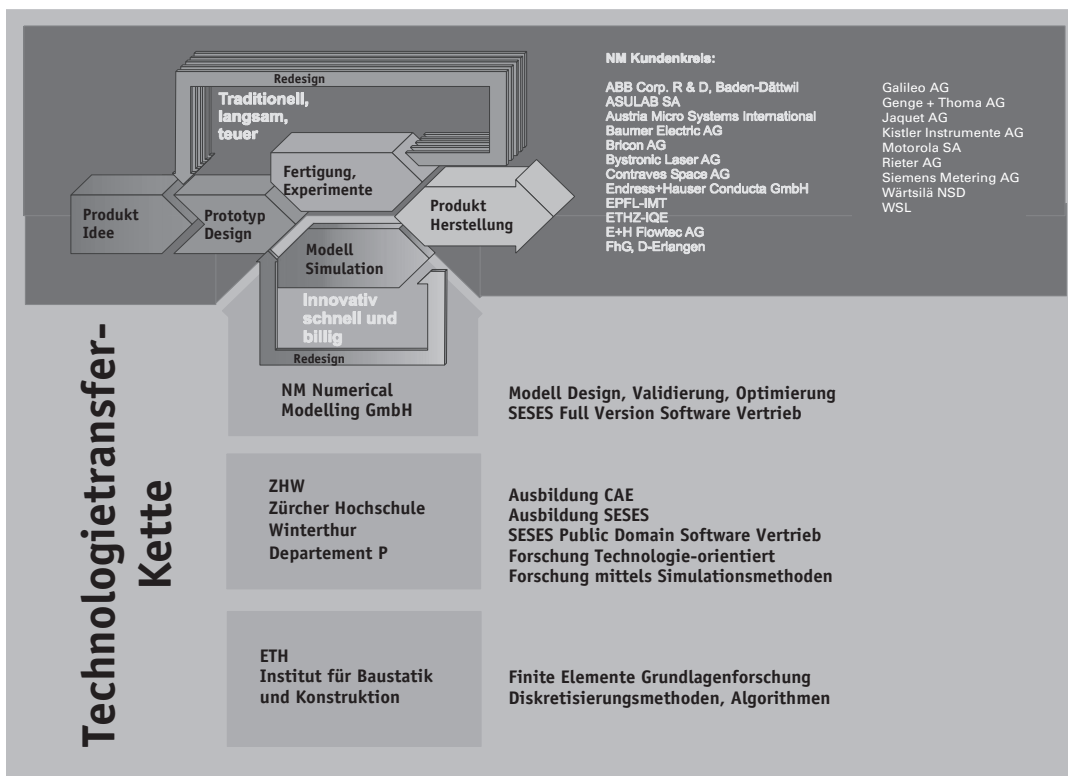 Redesign
Traditionell,
langsam,
teuer
Fertigung,
Experimente
Produkt
Idee
Prototyp
Design
Produkt
Herstellung
Modell
Simulation
Innovativ
schnell und
billig
Redesign
NM Kundenkreis:
ABB Corp. R & D, Baden-Dättwil
ASULAB SA
Austria Micro Systems International
Baumer Electric AG
Bricon AG
Bystronic Laser AG
Contraves Space AG
Endress+Hauser Conducta GmbH
EPFL-IMT
ETHZ-IQE
E+H Flowtec AG
FhG, D-Erlangen
Galileo AG
Genge + Thoma AG
Jaquet AG
Kistler Instrumente AG
Motorola SA
Rieter AG
Siemens Metering AG
Wärtsilä NSD
WSL
Technologietransfer-
Kette
NM Numerical
Modelling GmbH
Modell Design, Validierung, Optimierung
SESES Full Version Software Vertrieb
ZHW
Zürcher Hochschule
Winterthur
Departement P
Ausbildung CAE
Ausbildung SESES
SESES Public Domain Software Vertrieb
Forschung Technologie-orientiert
Forschung mittels Simulationsmethoden
ETH
Institut für Baustatik
und Konstruktion
Finite Elemente Grundlagenforschung
Diskretisierungsmethoden, Algorithmen